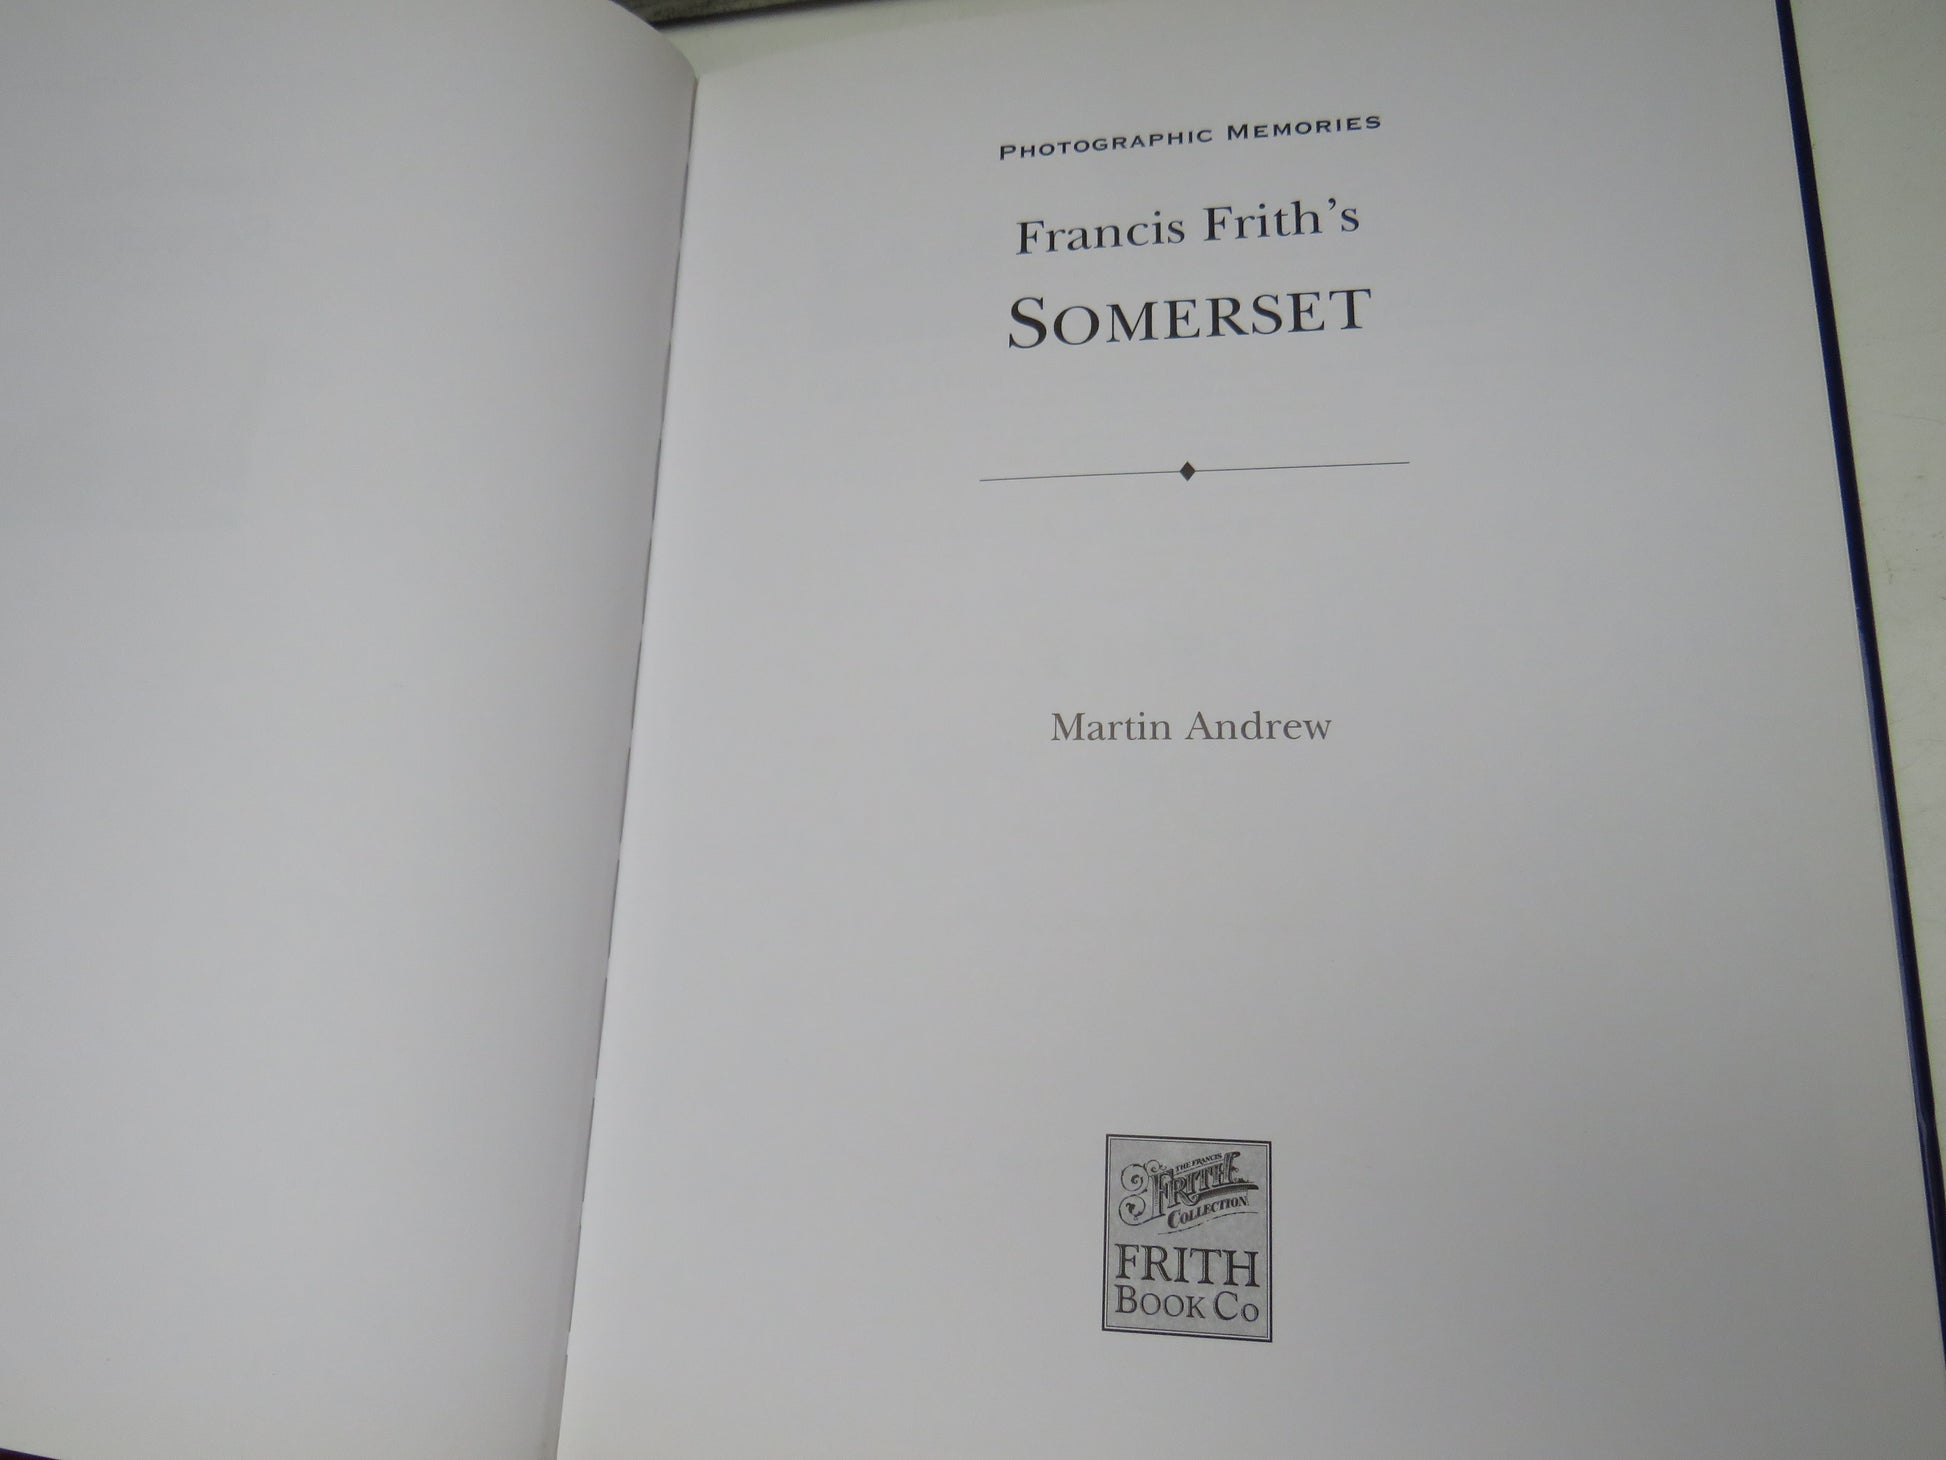 PHOTOGRAPHIC MEMORIES
Francis Frith's
SOMERSET
Martin Andrew
THE FRANCIS
FRITH
COLLECTION
FRITH
BOOK CO